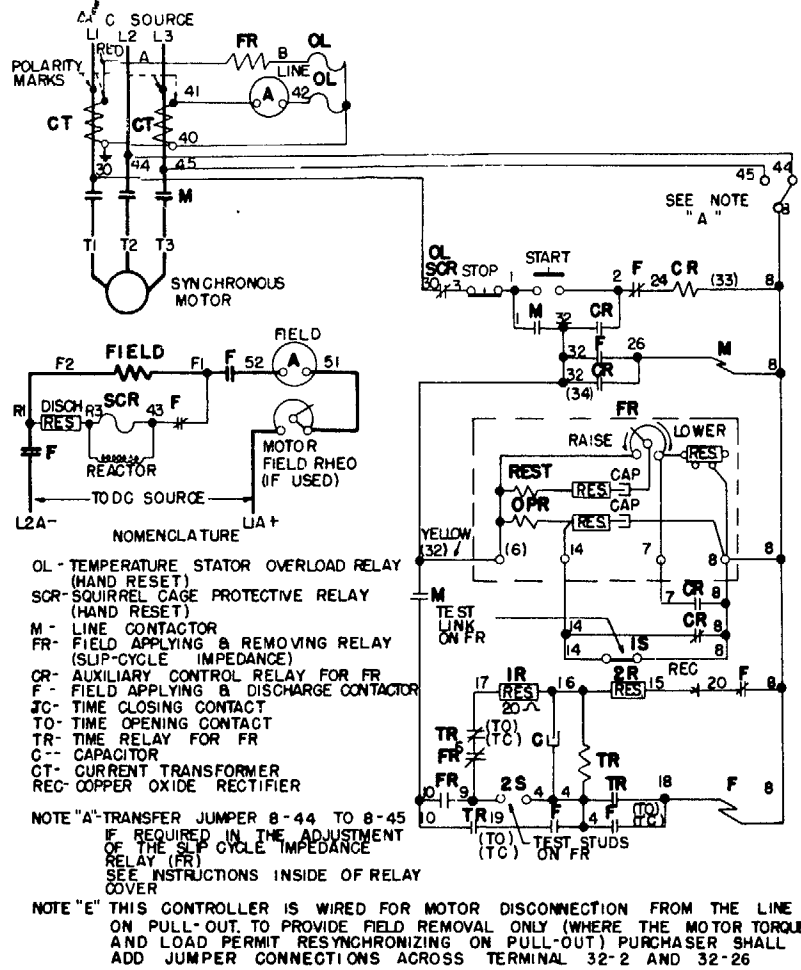 A C SOURCE
L1 L2 L3
RED
A
FR
B
OL
LINE
OL
POLARITY
MARKS
41
A
42
CT
CT
40
30
44
45
M
45
44
8
SEE NOTE
"A"
T1 T2 T3
SYNCHRONOUS
MOTOR
OL
SCR
30
3
STOP
1
START
2
F
24
CR
(33)
8
1
M
32
CR
32
F
26
M
8
32
CR
(34)
FIELD
F2
FIELD
F1
F
52
A
51
R1
DISCH
RES.
R3
SCR
43
F
REACTOR
F
MOTOR
FIELD RHEO
(IF USED)
TO DC SOURCE
L2A-
L1A+
FR
RAISE
LOWER
RES.
REST
RES.
CAP
OPR
RES.
CAP
YELLOW
(32)
(6)
14
7
8
8
M
7
CR
8
TEST
LINK
ON FR
14
CR
8
14
1S
8
REC
17
1R
RES.
20
16
2R
RES.
15
20
F
8
TR
(TO)
(TC)
6
FR
C
TR
10
FR
9
2S
4
4
TR
18
F
8
10
TR
19
(TO)
(TC)
F
4
F
(TO)
(TC)
TEST STUDS
ON FR
NOMENCLATURE
OL - TEMPERATURE STATOR OVERLOAD RELAY
(HAND RESET)
SCR- SQUIRREL CAGE PROTECTIVE RELAY
(HAND RESET)
M - LINE CONTACTOR
FR- FIELD APPLYING & REMOVING RELAY
(SLIP-CYCLE IMPEDANCE)
CR- AUXILIARY CONTROL RELAY FOR FR
F - FIELD APPLYING & DISCHARGE CONTACTOR
TC- TIME CLOSING CONTACT
TO- TIME OPENING CONTACT
TR- TIME RELAY FOR FR
C-- CAPACITOR
CT- CURRENT TRANSFORMER
REC- COPPER OXIDE RECTIFIER
NOTE "A"-TRANSFER JUMPER 8-44 TO 8-45
IF REQUIRED IN THE ADJUSTMENT
OF THE SLIP CYCLE IMPEDANCE
RELAY (FR)
SEE INSTRUCTIONS INSIDE OF RELAY
COVER
NOTE "E" THIS CONTROLLER IS WIRED FOR MOTOR DISCONNECTION FROM THE LINE
ON PULL-OUT. TO PROVIDE FIELD REMOVAL ONLY (WHERE THE MOTOR TORQUE
AND LOAD PERMIT RESYNCHRONIZING ON PULL-OUT) PURCHASER SHALL
ADD JUMPER CONNECTIONS ACROSS TERMINAL 32-2 AND 32-26